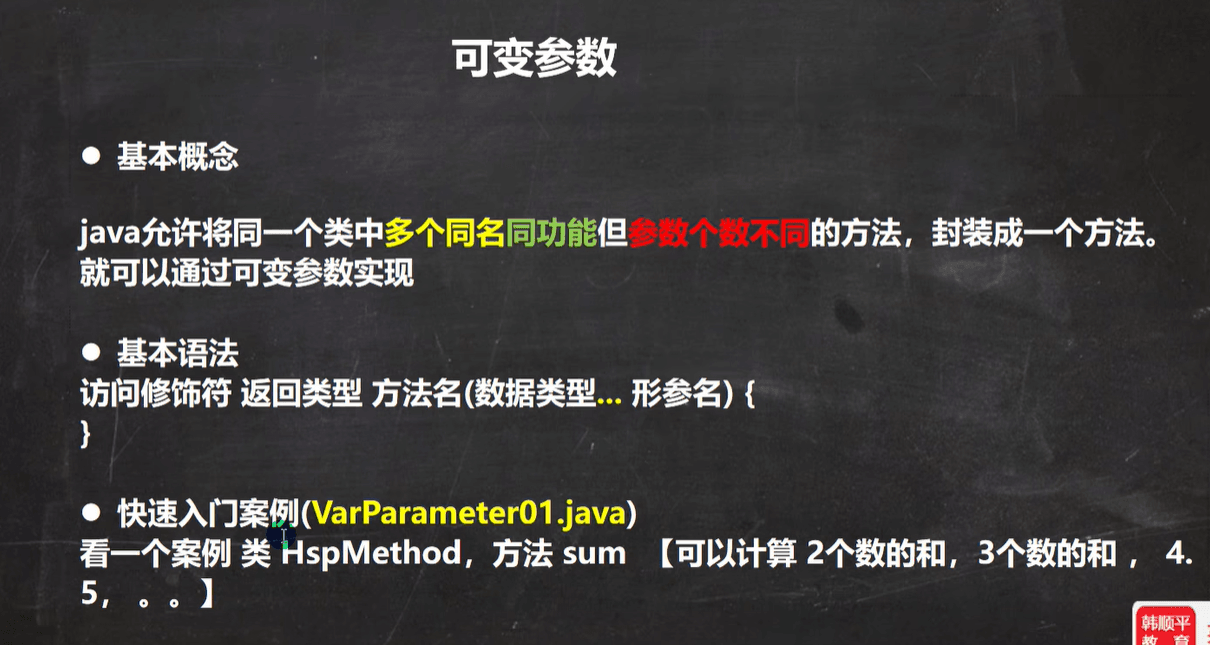 可变参数
● 基本概念
java允许将同一个类中多个同名同功能但参数个数不同的方法，封装成一个方法。
就可以通过可变参数实现
● 基本语法
访问修饰符 返回类型 方法名(数据类型... 形参名) {
}
● 快速入门案例(VarParameter01.java)
看一个案例 类 HspMethod，方法 sum 【可以计算 2个数的和，3个数的和 ， 4.
5， 。。】
韩顺平
教 育